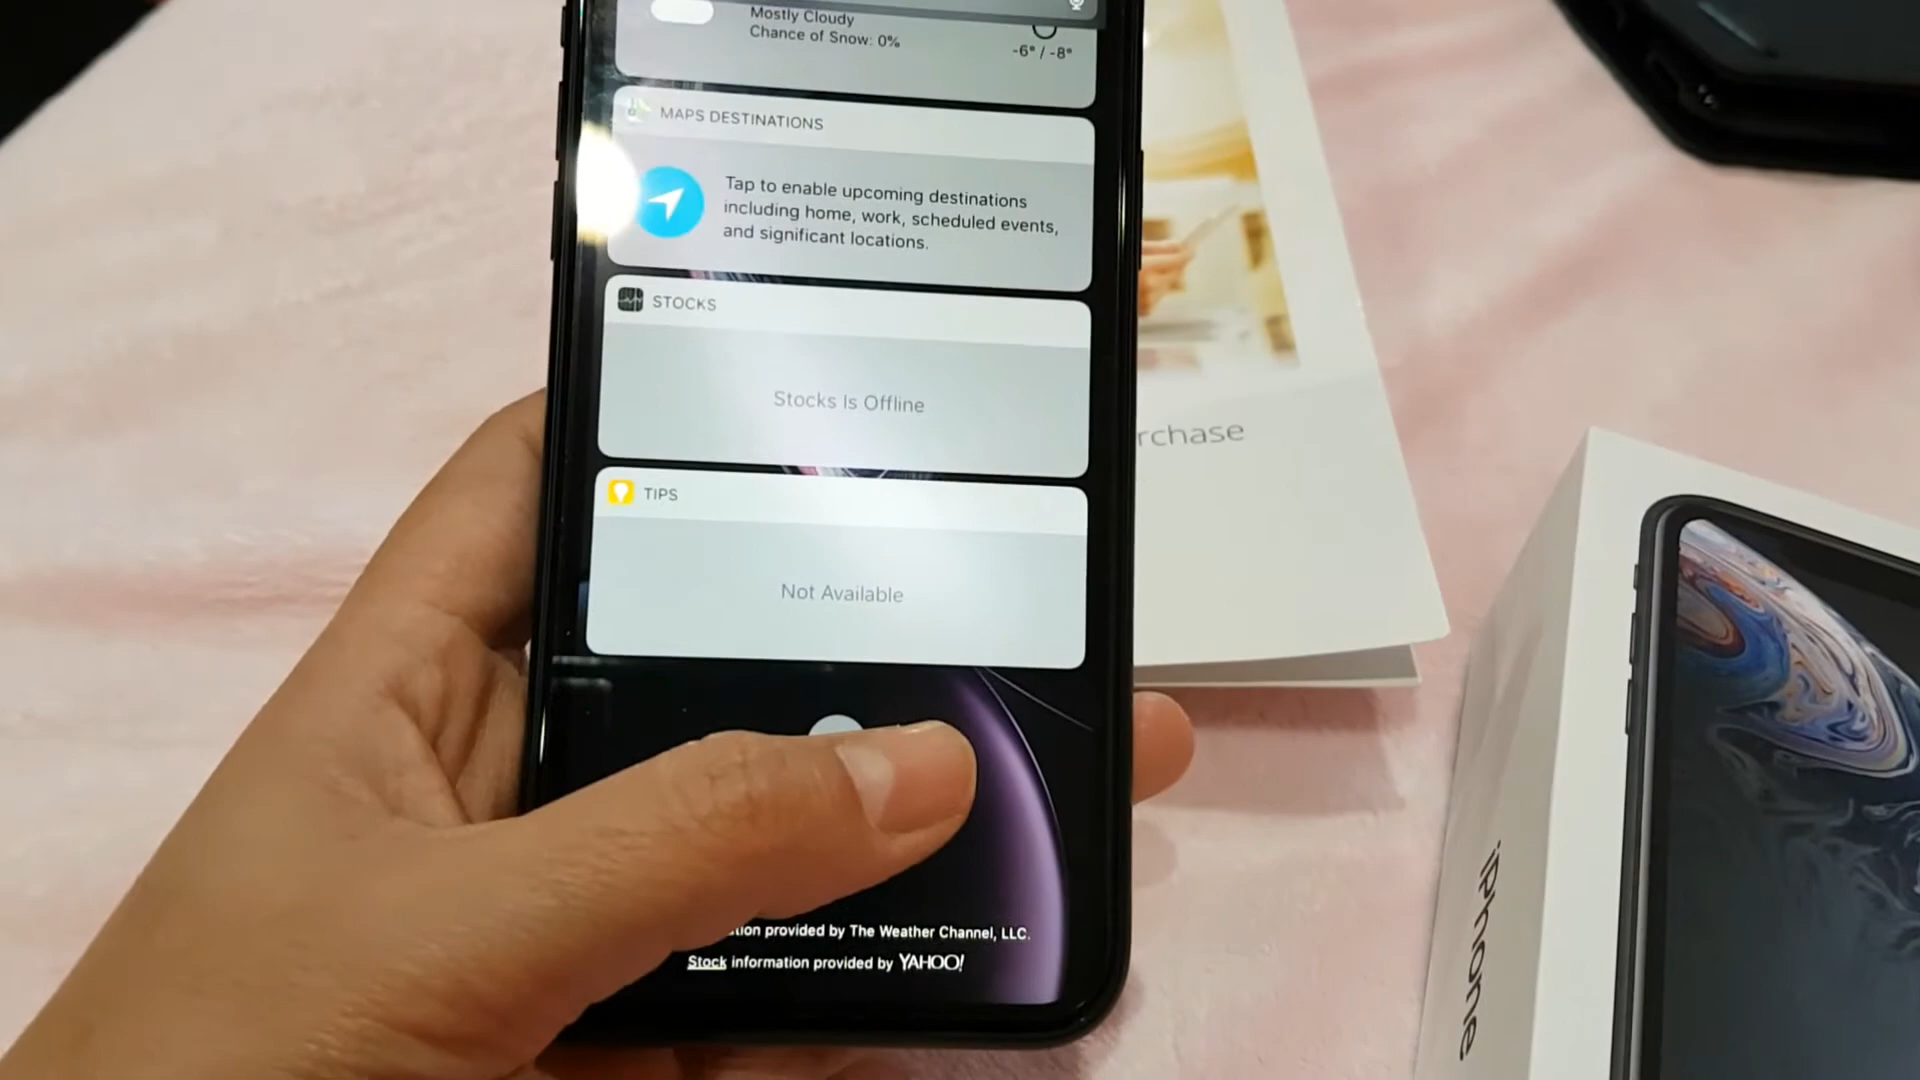 Mostly Cloudy
Chance of Snow: 0%
-6° / -8°
MAPS DESTINATIONS
Tap to enable upcoming destinations
including home, work, scheduled events,
and significant locations.
STOCKS
Stocks Is Offline
TIPS
Not Available
provided by The Weather Channel, LLC.
Stock information provided by YAHOO!
iPhone